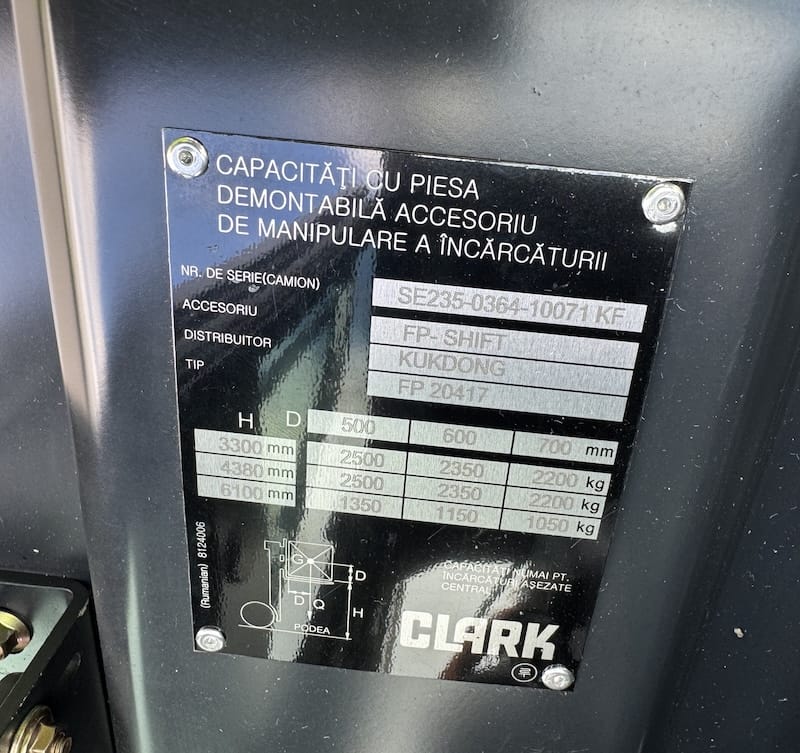 CAPACITĂȚI CU PIESA
DEMONTABILĂ ACCESORIU
DE MANIPULARE A ÎNCĂRCĂTURII
NR. DE SERIE(CAMION) SE235-0364-10071 KF
ACCESORIU FP- SHIFT
DISTRIBUITOR KUKDONG
TIP FP 20417
H D 500 600 700 mm
3300 mm 2500 2350 2200 kg
4380 mm 2500 2350 2200 kg
6100 mm 1350 1150 1050 kg
(Rumanian) 8124006
G
D
D Q H
PODEA
CAPACITĂȚI NUMAI PT.
ÎNCĂRCĂTURI AȘEZATE
CENTRAL
CLARK